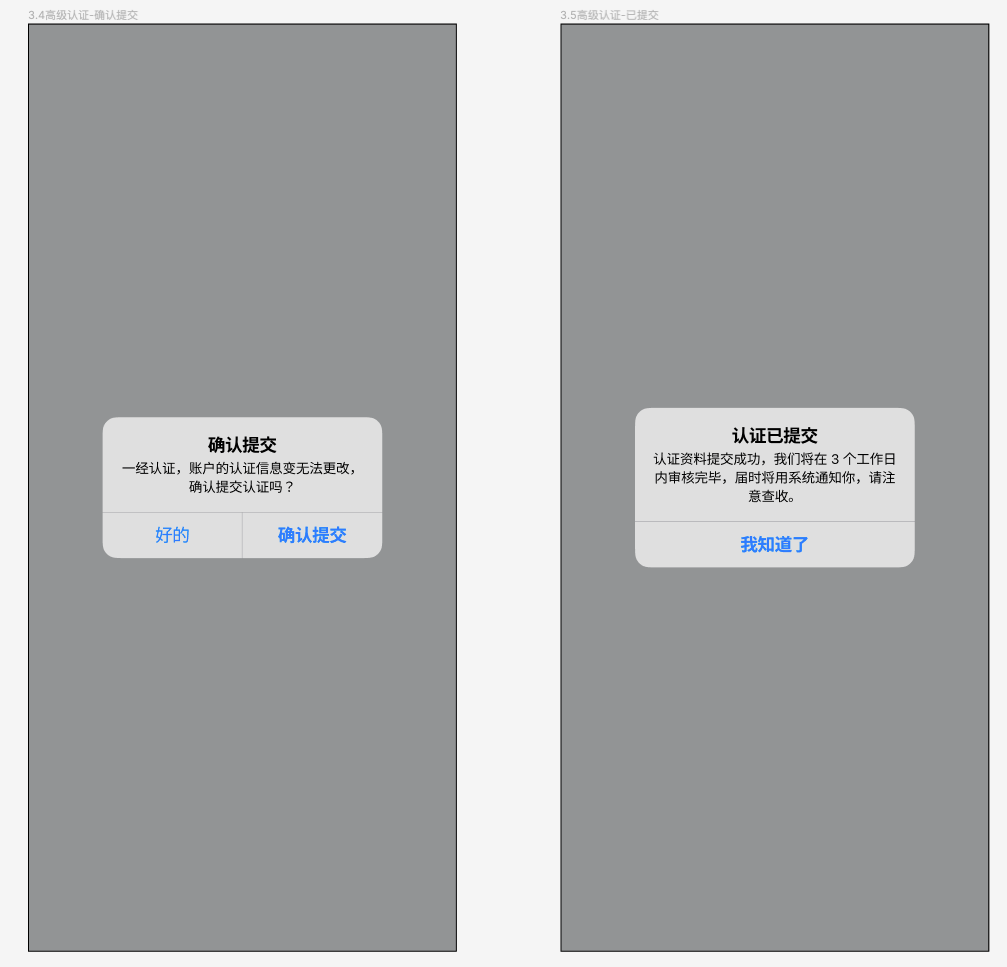 3.4高级认证-确认提交
确认提交
一经认证，账户的认证信息变无法更改，
确认提交认证吗？
好的
确认提交
3.5高级认证-已提交
认证已提交
认证资料提交成功，我们将在 3 个工作日
内审核完毕，届时将用系统通知你，请注
意查收。
我知道了